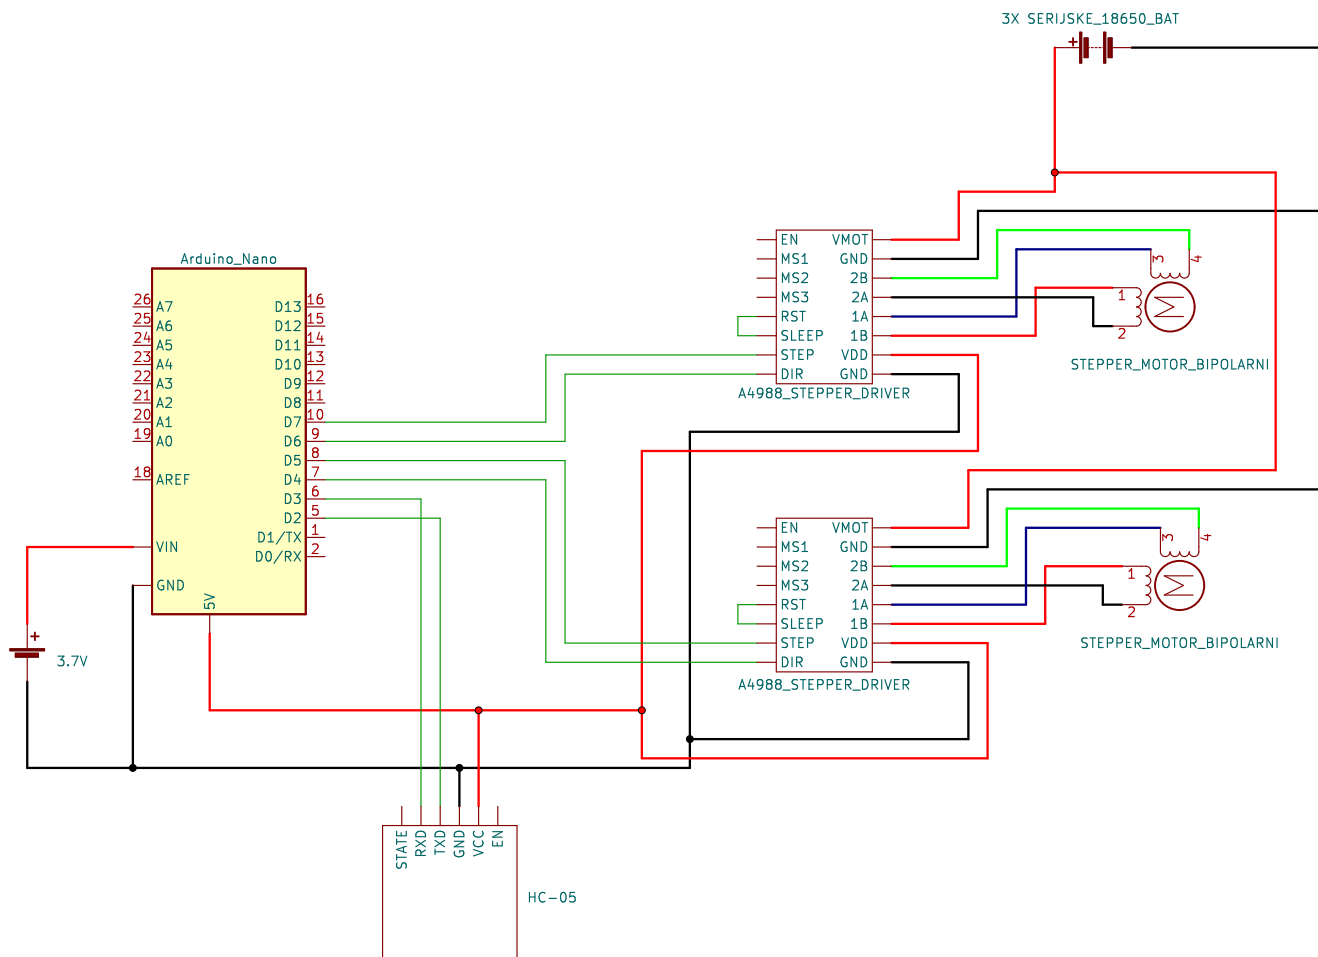 3X SERIJSKE_18650_BAT
+
Arduino_Nano
26 A7
25 A6
24 A5
23 A4
22 A3
21 A2
20 A1
19 A0
18 AREF
VIN
GND
5V
D13 16
D12 15
D11 14
D10 13
D9 12
D8 11
D7 10
D6 9
D5 8
D4 7
D3 6
D2 5
D1/TX 1
D0/RX 2
+
3.7V
EN VMOT
MS1 GND
MS2 2B
MS3 2A
RST 1A
SLEEP 1B
STEP VDD
DIR GND
A4988_STEPPER_DRIVER
3 4
1
2
M
STEPPER_MOTOR_BIPOLARNI
EN VMOT
MS1 GND
MS2 2B
MS3 2A
RST 1A
SLEEP 1B
STEP VDD
DIR GND
A4988_STEPPER_DRIVER
3 4
1
2
M
STEPPER_MOTOR_BIPOLARNI
STATE
RXD
TXD
GND
VCC
EN
HC-05